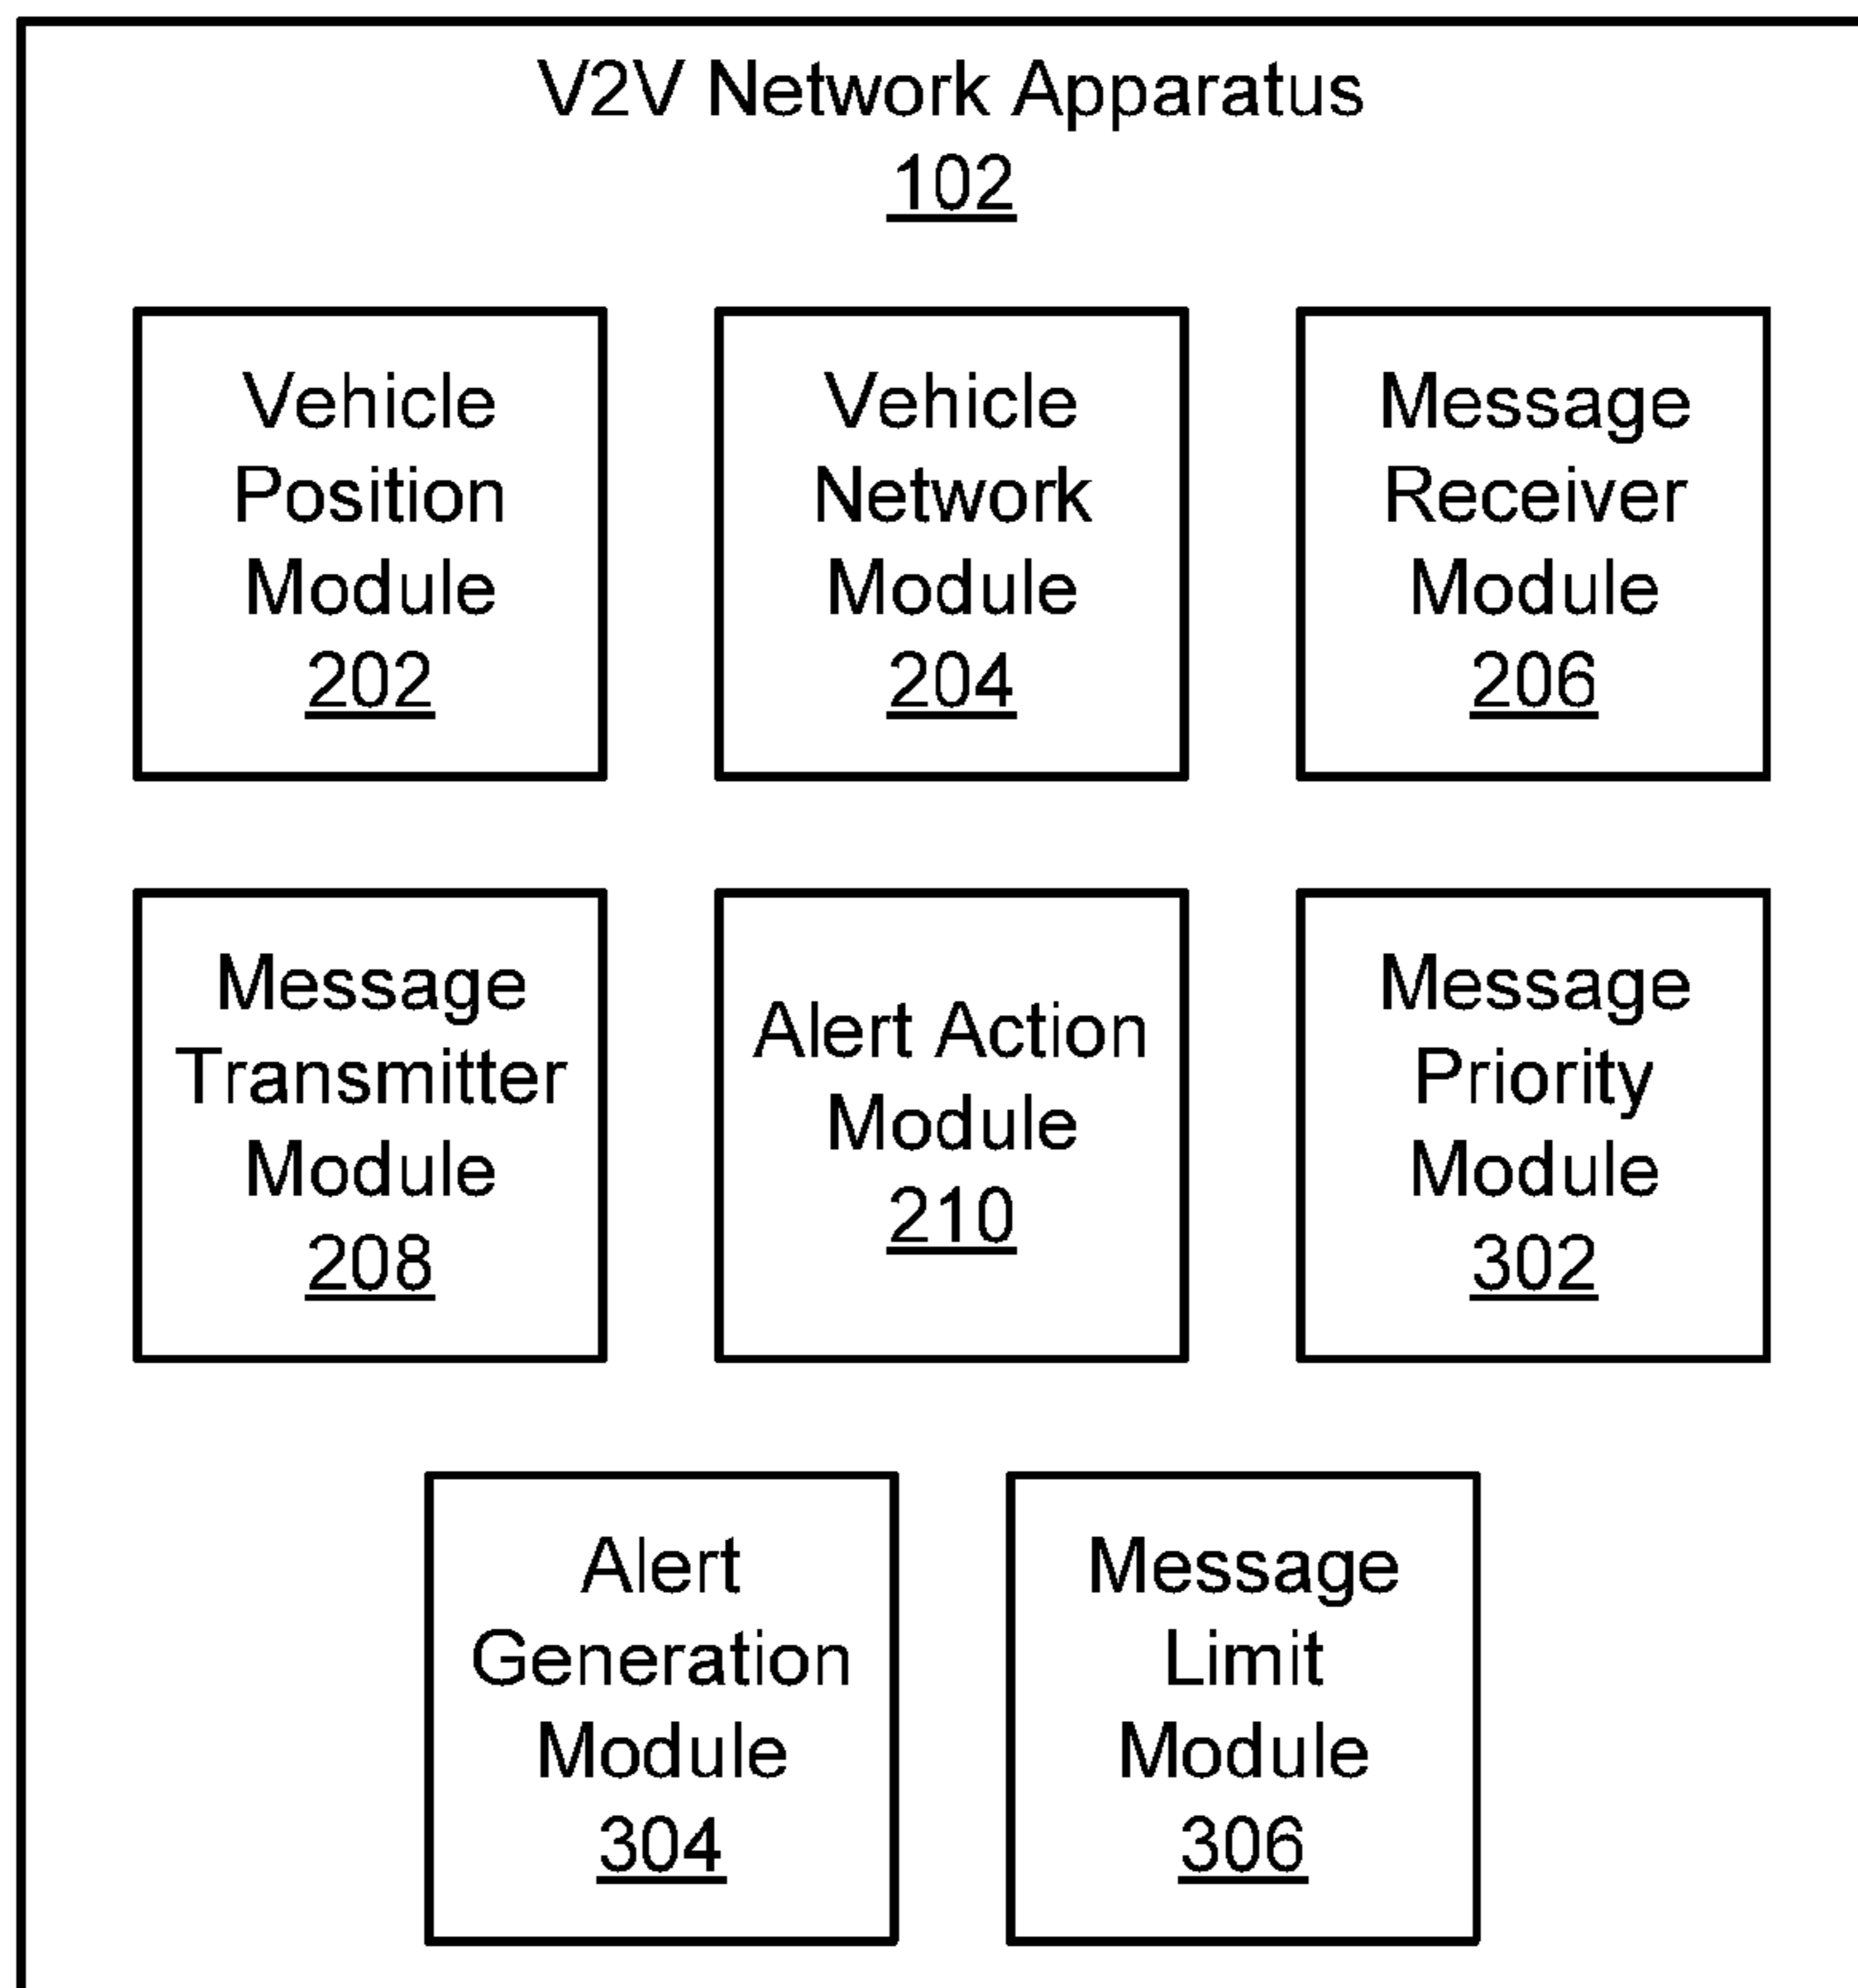 V2V Network Apparatus
102
Vehicle
Position
Module
202
Vehicle
Network
Module
204
Message
Receiver
Module
206
Message
Transmitter
Module
208
Alert Action
Module
210
Message
Priority
Module
302
Alert
Generation
Module
304
Message
Limit
Module
306